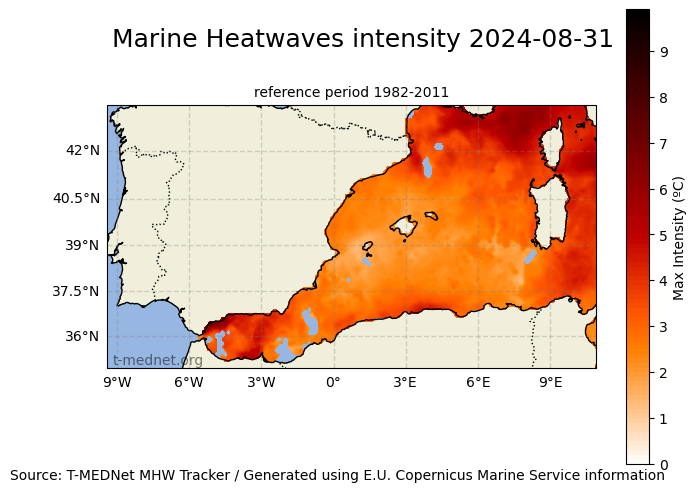 Marine Heatwaves intensity 2024-08-31
reference period 1982-2011
42°N
40.5°N
39°N
37.5°N
36°N
t-mednet.org
9°W 6°W 3°W 0° 3°E 6°E 9°E
9
8
7
6
5
4
3
2
1
0
Max Intensity (ºC)
Source: T-MEDNet MHW Tracker / Generated using E.U. Copernicus Marine Service information